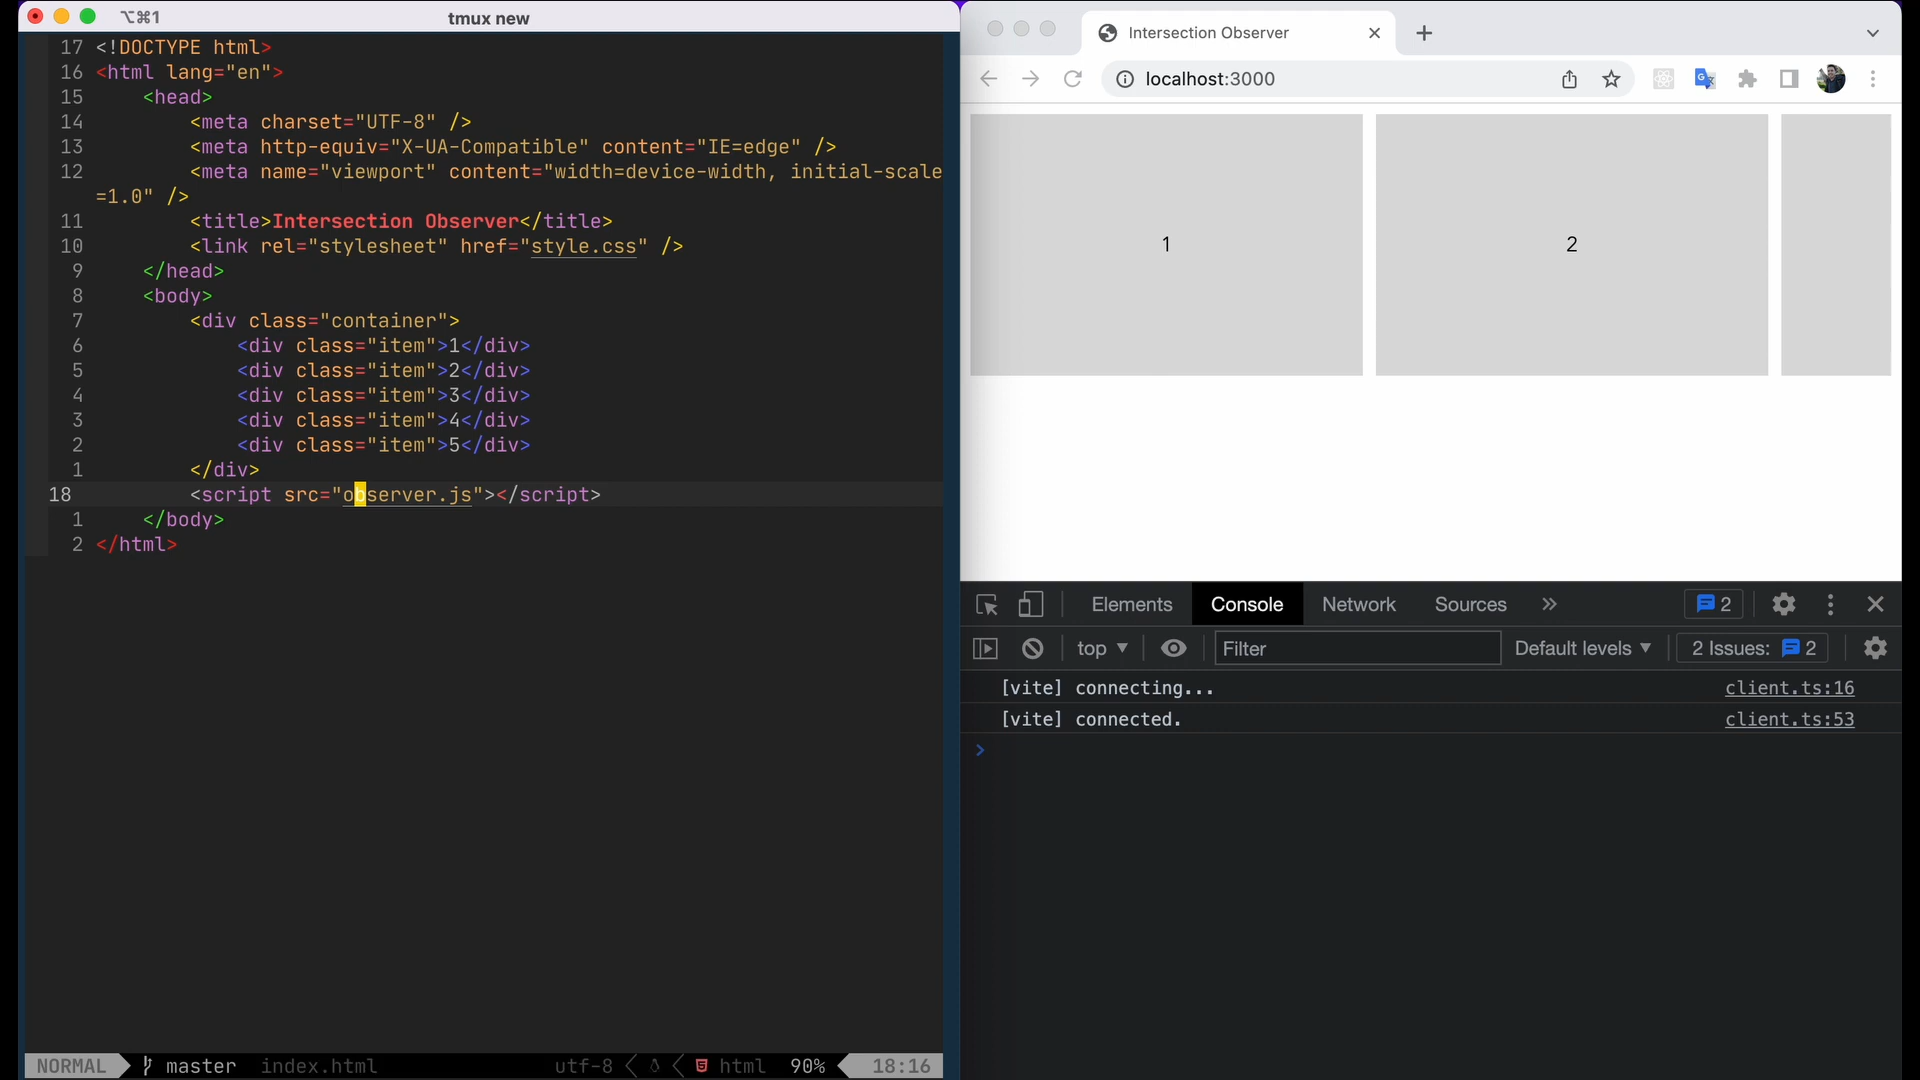 ⌥⌘1
tmux new
17 <!DOCTYPE html>
16 <html lang="en">
15 <head>
14 <meta charset="UTF-8" />
13 <meta http-equiv="X-UA-Compatible" content="IE=edge" />
12 <meta name="viewport" content="width=device-width, initial-scale
=1.0" />
11 <title>Intersection Observer</title>
10 <link rel="stylesheet" href="style.css" />
9 </head>
8 <body>
7 <div class="container">
6 <div class="item">1</div>
5 <div class="item">2</div>
4 <div class="item">3</div>
3 <div class="item">4</div>
2 <div class="item">5</div>
1 </div>
18 <script src="observer.js"></script>
1 </body>
2 </html>
NORMAL master index.html utf-8 html 90% 18:16
Intersection Observer
localhost:3000
1
2
Elements Console Network Sources » 2
top Filter Default levels 2 Issues: 2
[vite] connecting... client.ts:16
[vite] connected. client.ts:53
>